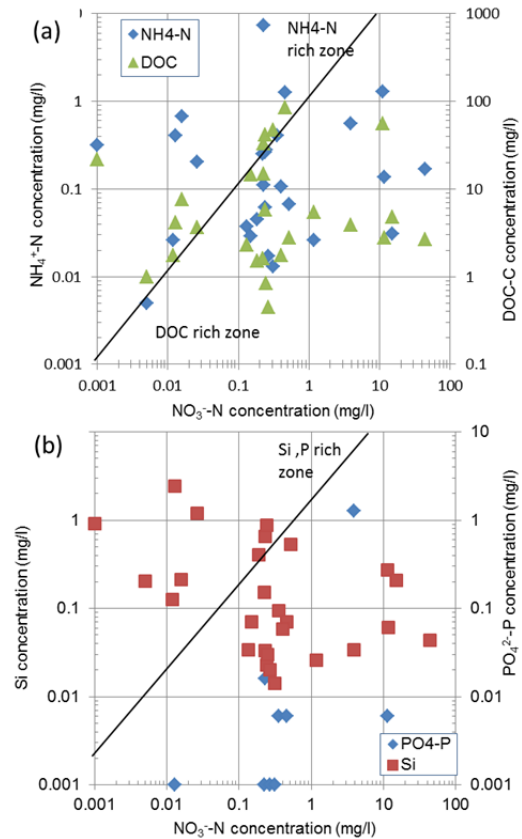 (a)
NH4-N
DOC
NH4-N
rich zone
DOC rich zone
1
1
0.1
0.01
0.001
1000
100
10
1
0.1
NH₄⁺-N concentration (mg/l)
DOC-C concentration (mg/l)
0.001 0.01 0.1 1 10 100
NO₃⁻-N concentration (mg/l)
(b)
Si ,P rich
zone
1
0.1
0.01
0.001
10
1
0.1
0.01
0.001
Si concentration (mg/l)
PO₄²⁻-P concentration (mg/l)
PO4-P
Si
0.001 0.01 0.1 1 10 100
NO₃⁻-N concentration (mg/l)